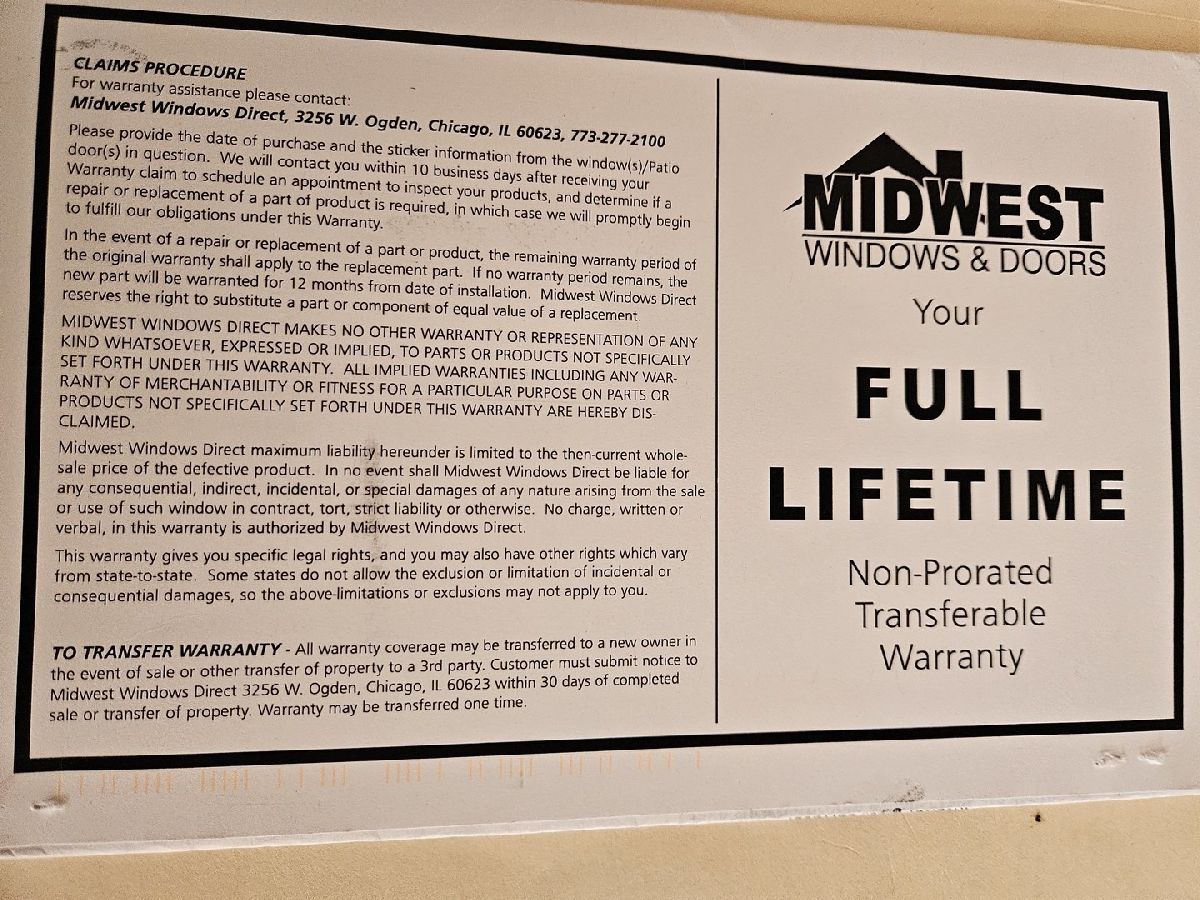 CLAIMS PROCEDURE
For warranty assistance please contact:
Midwest Windows Direct, 3256 W. Ogden, Chicago, IL 60623, 773-277-2100
Please provide the date of purchase and the sticker information from the window(s)/Patio
door(s) in question. We will contact you within 10 business days after receiving your
Warranty claim to schedule an appointment to inspect your products, and determine if a
repair or replacement of a part of product is required, in which case we will promptly begin
to fulfill our obligations under this Warranty.
In the event of a repair or replacement of a part or product, the remaining warranty period of
the original warranty shall apply to the replacement part. If no warranty period remains, the
new part will be warranted for 12 months from date of installation. Midwest Windows Direct
reserves the right to substitute a part or component of equal value of a replacement.
MIDWEST WINDOWS DIRECT MAKES NO OTHER WARRANTY OR REPRESENTATION OF ANY
KIND WHATSOEVER, EXPRESSED OR IMPLIED, TO PARTS OR PRODUCTS NOT SPECIFICALLY
SET FORTH UNDER THIS WARRANTY. ALL IMPLIED WARRANTIES INCLUDING ANY WAR-
RANTY OF MERCHANTABILITY OR FITNESS FOR A PARTICULAR PURPOSE ON PARTS OR
PRODUCTS NOT SPECIFICALLY SET FORTH UNDER THIS WARRANTY ARE HEREBY DIS-
CLAIMED.
Midwest Windows Direct maximum liability hereunder is limited to the then-current whole-
sale price of the defective product. In no event shall Midwest Windows Direct be liable for
any consequential, indirect, incidental, or special damages of any nature arising from the sale
or use of such window in contract, tort, strict liability or otherwise. No charge, written or
verbal, in this warranty is authorized by Midwest Windows Direct.
This warranty gives you specific legal rights, and you may also have other rights which vary
from state-to-state. Some states do not allow the exclusion or limitation of incidental or
consequential damages, so the above limitations or exclusions may not apply to you.
TO TRANSFER WARRANTY - All warranty coverage may be transferred to a new owner in
the event of sale or other transfer of property to a 3rd party. Customer must submit notice to
Midwest Windows Direct 3256 W. Ogden, Chicago, IL 60623 within 30 days of completed
sale or transfer of property. Warranty may be transferred one time.
MIDWEST
WINDOWS & DOORS
Your
FULL
LIFETIME
Non-Prorated
Transferable
Warranty